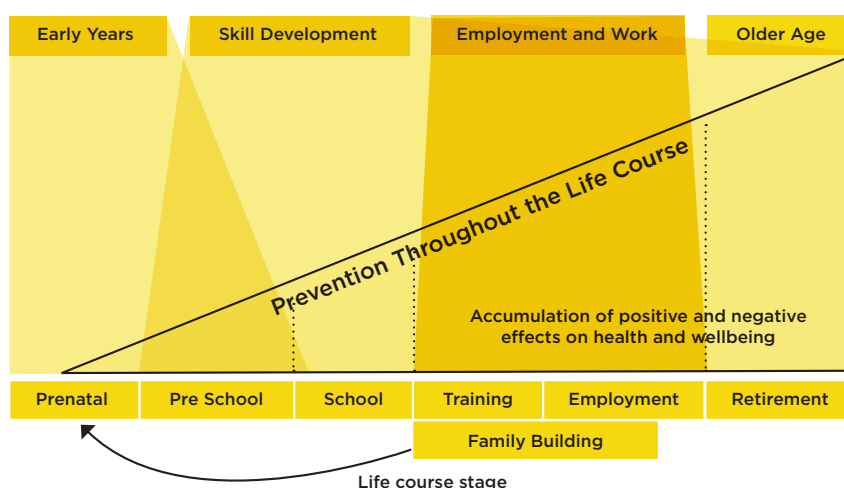 Early Years
Skill Development
Employment and Work
Older Age
Prevention Throughout the Life Course
Accumulation of positive and negative
effects on health and wellbeing
Prenatal
Pre School
School
Training
Employment
Retirement
Family Building
Life course stage